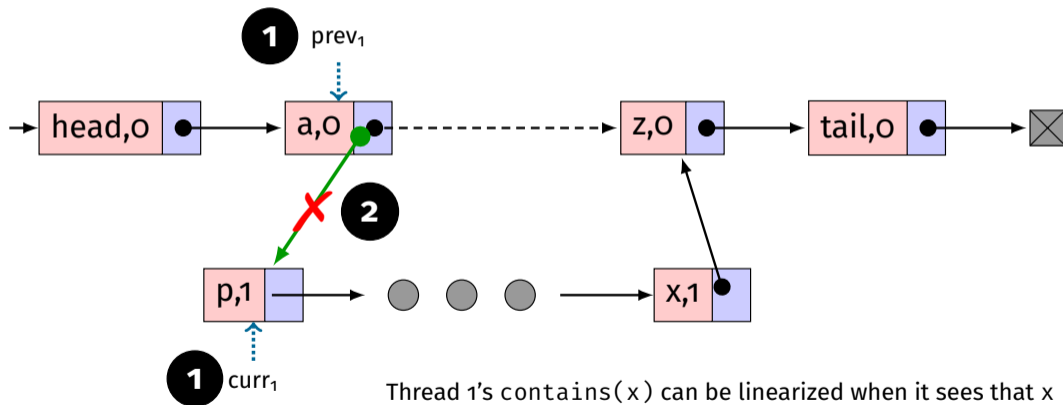 1 prev₁
head,0 a,0 z,0 tail,0
2
p,1 x,1
1 curr₁
Thread 1's contains(x) can be linearized when it sees that x